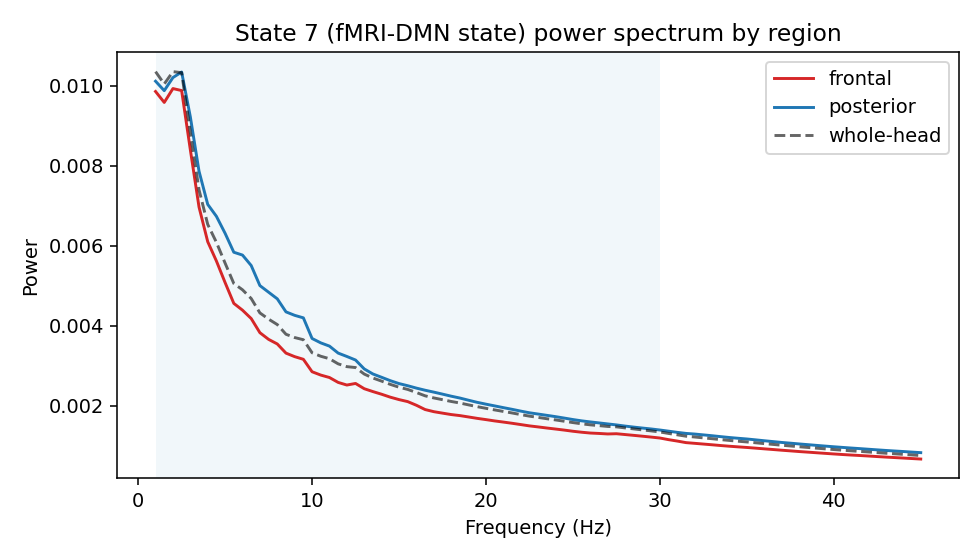 State 7 (fMRI-DMN state) power spectrum by region
frontal
posterior
whole-head
Power
0.010
0.008
0.006
0.004
0.002
0
10
20
30
40
Frequency (Hz)